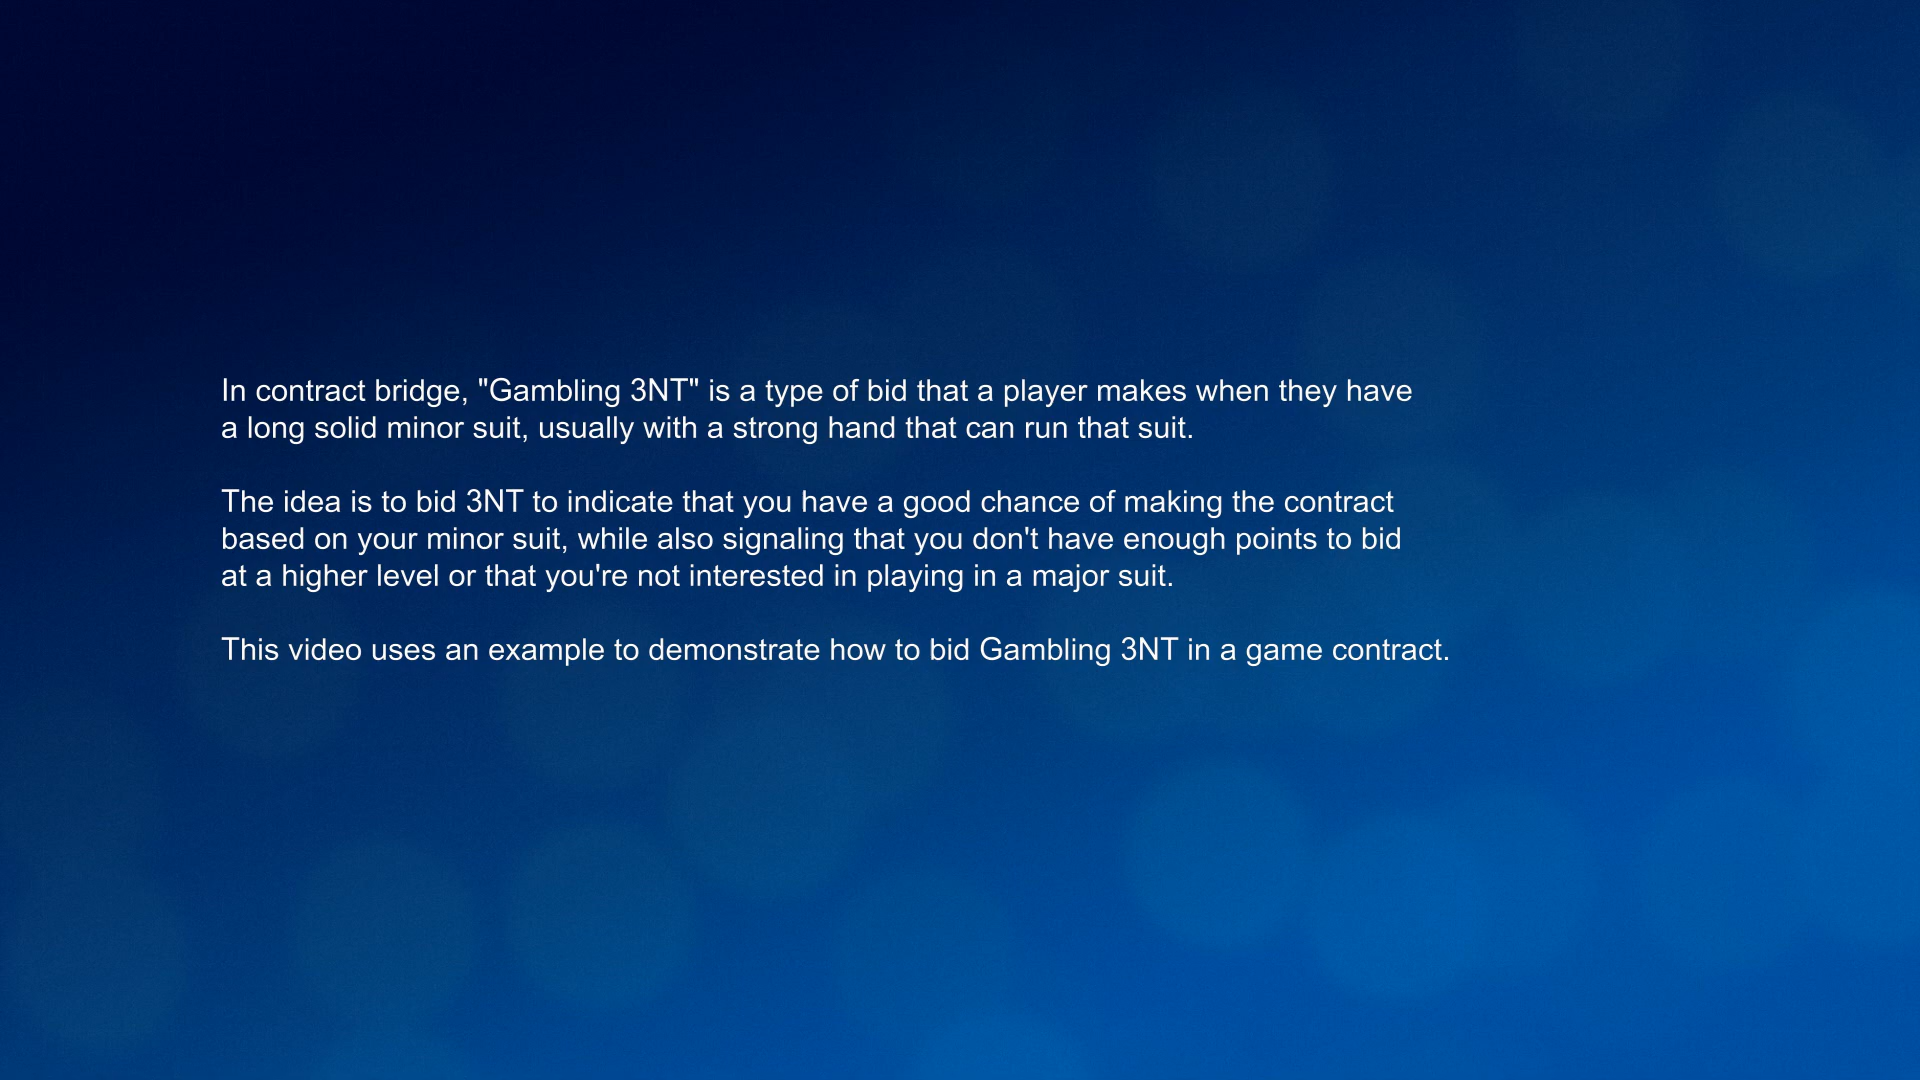 In contract bridge, "Gambling 3NT" is a type of bid that a player makes when they have
a long solid minor suit, usually with a strong hand that can run that suit.
The idea is to bid 3NT to indicate that you have a good chance of making the contract
based on your minor suit, while also signaling that you don't have enough points to bid
at a higher level or that you're not interested in playing in a major suit.
This video uses an example to demonstrate how to bid Gambling 3NT in a game contract.